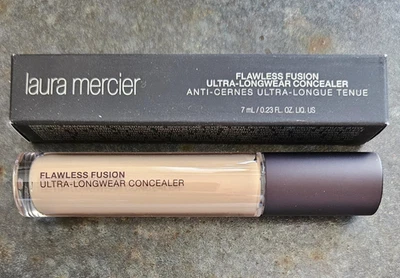 laura mercier
FLAWLESS FUSION
ULTRA-LONGWEAR CONCEALER
ANTI-CERNES ULTRA-LONGUE TENUE
7 mL / 0.23 FL. OZ. LIQ. US
FLAWLESS FUSION
ULTRA-LONGWEAR CONCEALER